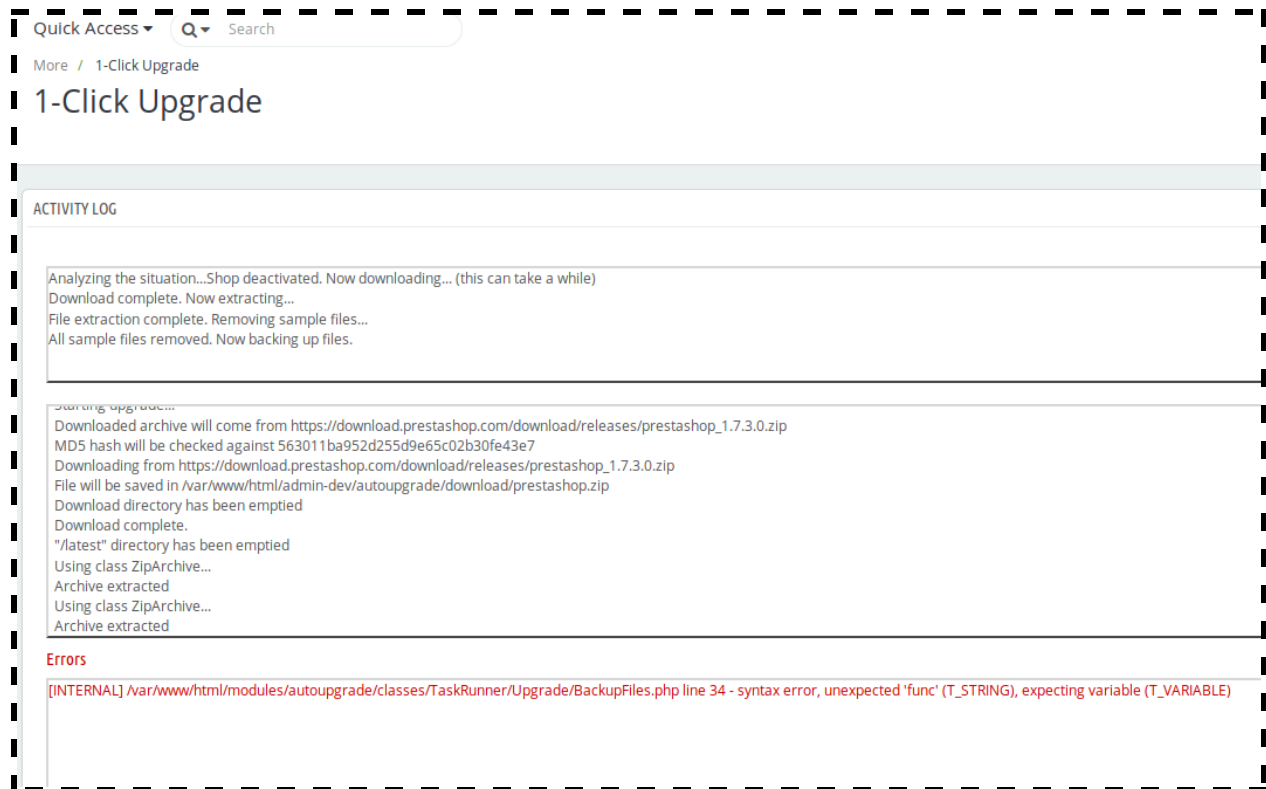 Quick Access
Search
More / 1-Click Upgrade
1-Click Upgrade
ACTIVITY LOG
Analyzing the situation...Shop deactivated. Now downloading... (this can take a while)
Download complete. Now extracting...
File extraction complete. Removing sample files...
All sample files removed. Now backing up files.
Starting upgrade...
Downloaded archive will come from https://download.prestashop.com/download/releases/prestashop_1.7.3.0.zip
MD5 hash will be checked against 563011ba952d255d9e65c02b30fe43e7
Downloading from https://download.prestashop.com/download/releases/prestashop_1.7.3.0.zip
File will be saved in /var/www/html/admin-dev/autoupgrade/download/prestashop.zip
Download directory has been emptied
Download complete.
"/latest" directory has been emptied
Using class ZipArchive...
Archive extracted
Using class ZipArchive...
Archive extracted
Errors
[INTERNAL] /var/www/html/modules/autoupgrade/classes/TaskRunner/Upgrade/BackupFiles.php line 34 - syntax error, unexpected 'func' (T_STRING), expecting variable (T_VARIABLE)